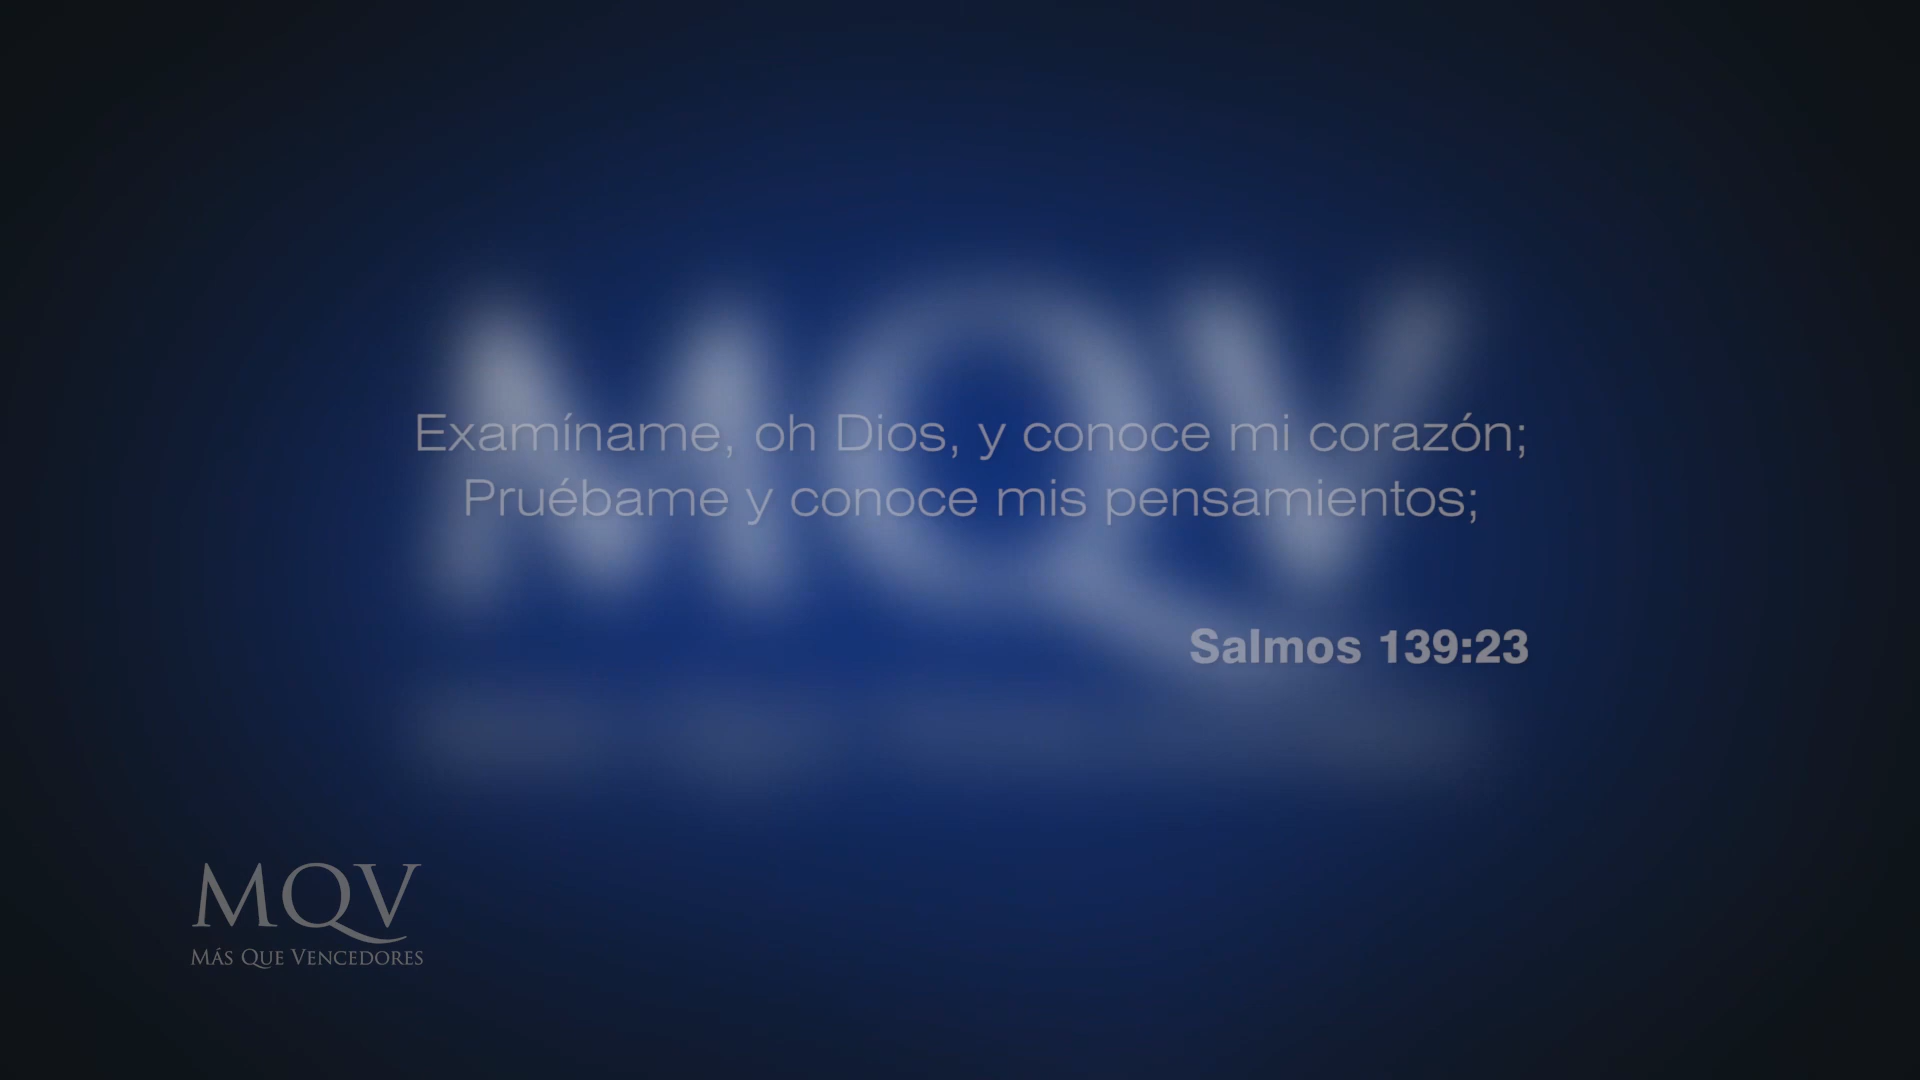 MQV
Examíname, oh Dios, y conoce mi corazón;
Pruébame y conoce mis pensamientos;
Salmos 139:23
MQV
Más Que Vencedores